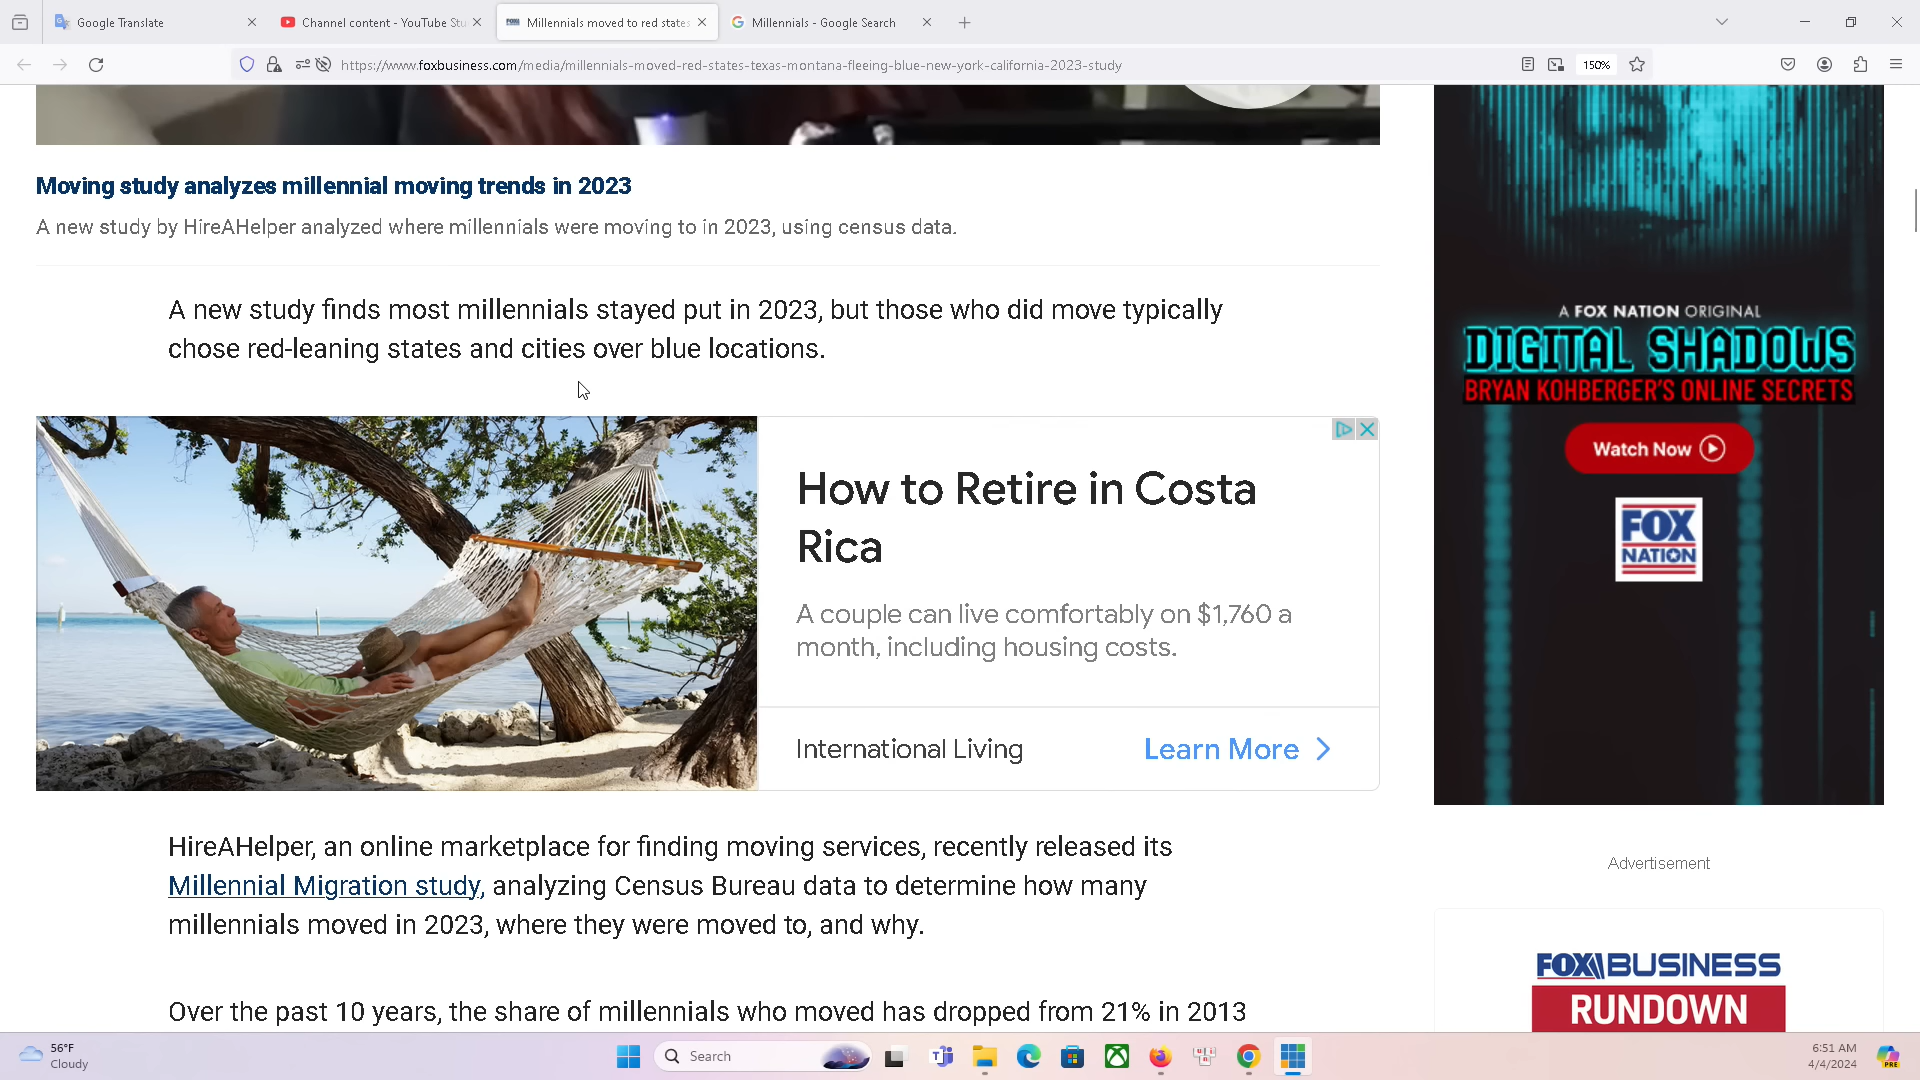 Google Translate
Channel content - YouTube Stu
Millennials moved to red states
Millennials - Google Search
https://www.foxbusiness.com/media/millennials-moved-red-states-texas-montana-fleeing-blue-new-york-california-2023-study
150%
Moving study analyzes millennial moving trends in 2023
A new study by HireAHelper analyzed where millennials were moving to in 2023, using census data.
A new study finds most millennials stayed put in 2023, but those who did move typically
chose red-leaning states and cities over blue locations.
How to Retire in Costa
Rica
A couple can live comfortably on $1,760 a
month, including housing costs.
International Living
Learn More
HireAHelper, an online marketplace for finding moving services, recently released its
Millennial Migration study, analyzing Census Bureau data to determine how many
millennials moved in 2023, where they were moved to, and why.
Over the past 10 years, the share of millennials who moved has dropped from 21% in 2013
A FOX NATION ORIGINAL
DIGITAL SHADOWS
BRYAN KOHBERGER'S ONLINE SECRETS
Watch Now
FOX
NATION
Advertisement
FOX BUSINESS
RUNDOWN
56°F
Cloudy
Search
6:51 AM
4/4/2024
PRE